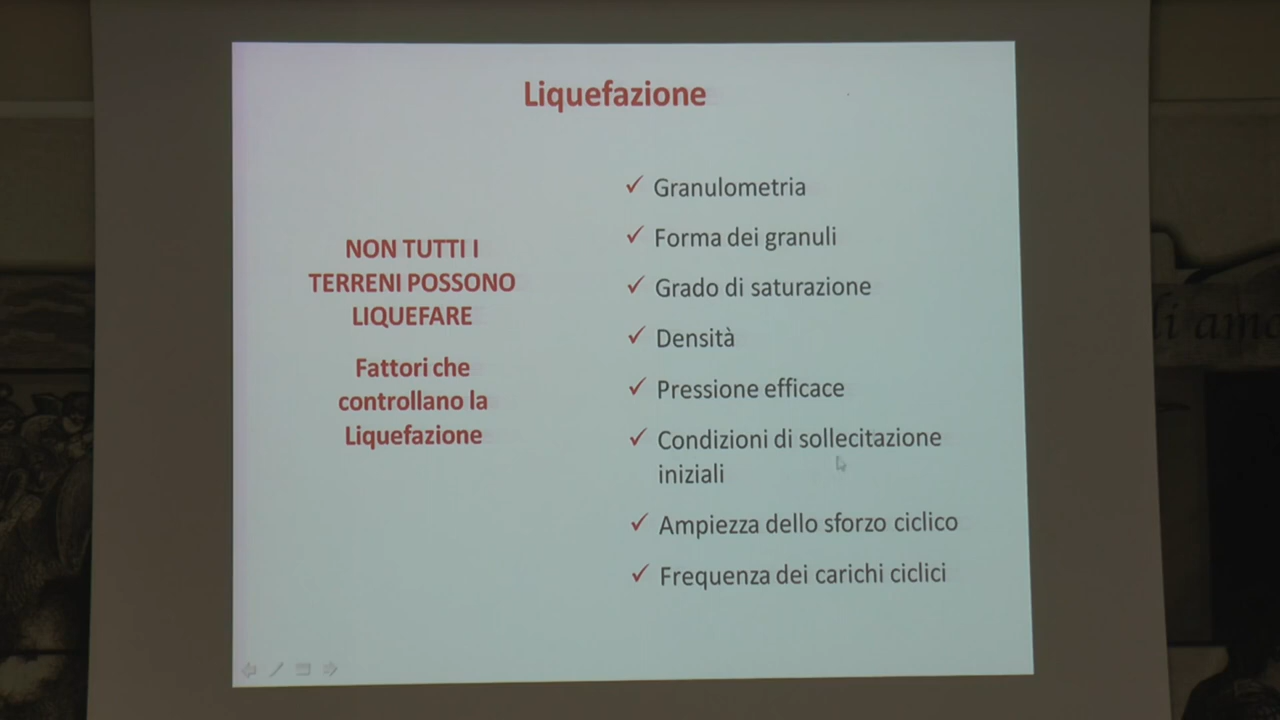 Liquefazione
NON TUTTI I
TERRENI POSSONO
LIQUEFARE
Fattori che
controllano la
Liquefazione
✓ Granulometria
✓ Forma dei granuli
✓ Grado di saturazione
✓ Densità
✓ Pressione efficace
✓ Condizioni di sollecitazione
iniziali
✓ Ampiezza dello sforzo ciclico
✓ Frequenza dei carichi ciclici